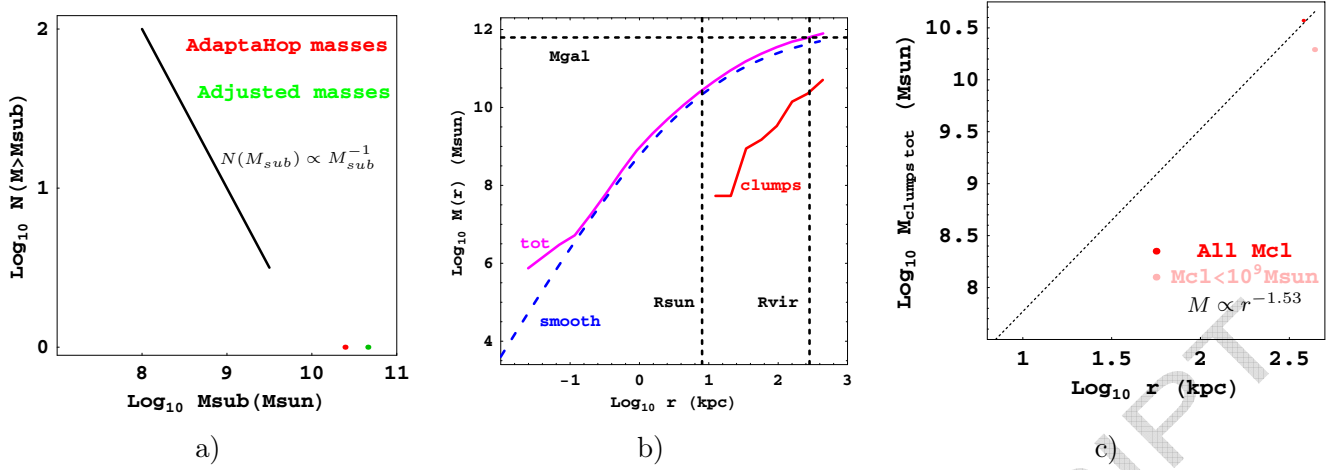 2
1
0
Log10 N(M>Msub)
AdaptaHop masses
Adjusted masses
N(M_sub) ∝ M_sub^-1
8 9 10 11
Log10 Msub(Msun)
a)
12
10
8
6
4
Log10 M(r) (Msun)
Mgal
clumps
tot
Rsun
Rvir
smooth
-1 0 1 2 3
Log10 r (kpc)
b)
10.5
10
9.5
9
8.5
8
Log10 Mclumps tot (Msun)
All Mcl
Mcl<10^9Msun
M ∝ r^-1.53
1 1.5 2 2.5
Log10 r (kpc)
c)
IPT